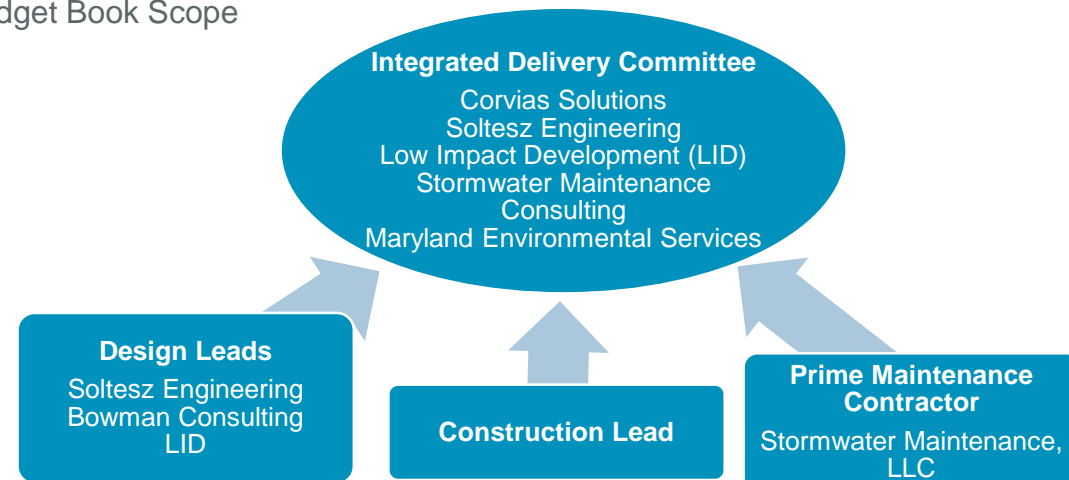 dget Book Scope
Integrated Delivery Committee
Corvias Solutions
Soltesz Engineering
Low Impact Development (LID)
Stormwater Maintenance
Consulting
Maryland Environmental Services
Design Leads
Soltesz Engineering
Bowman Consulting
LID
Construction Lead
Prime Maintenance
Contractor
Stormwater Maintenance,
LLC